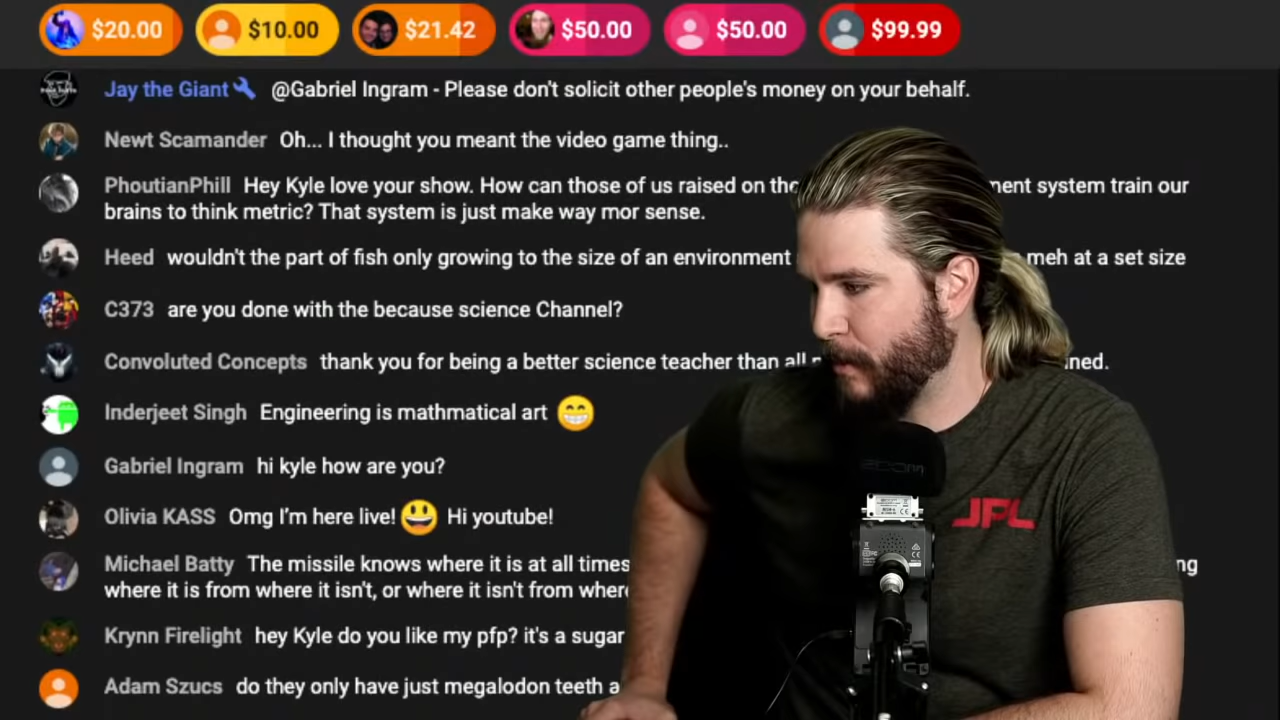 $20.00 $10.00 $21.42 $50.00 $50.00 $99.99
Jay the Giant @Gabriel Ingram - Please don't solicit other people's money on your behalf.
Newt Scamander Oh... I thought you meant the video game thing..
PhoutianPhill Hey Kyle love your show. How can those of us raised on the system train our
brains to think metric? That system is just make way mor sense.
Heed wouldn't the part of fish only growing to the size of an environment meh at a set size
C373 are you done with the because science Channel?
Convoluted Concepts thank you for being a better science teacher than all
Inderjeet Singh Engineering is mathmatical art 😁
Gabriel Ingram hi kyle how are you?
Olivia KASS Omg I'm here live! 😃 Hi youtube!
Michael Batty The missile knows where it is at all times
where it is from where it isn't, or where it isn't from where
Krynn Firelight hey Kyle do you like my pfp? it's a sugar
Adam Szucs do they only have just megalodon teeth a
zoom
JPL